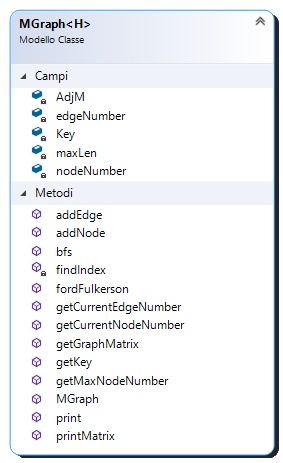 MGraph<H>
Modello Classe
Campi
AdjM
edgeNumber
Key
maxLen
nodeNumber
Metodi
addEdge
addNode
bfs
findIndex
fordFulkerson
getCurrentEdgeNumber
getCurrentNodeNumber
getGraphMatrix
getKey
getMaxNodeNumber
MGraph
print
printMatrix